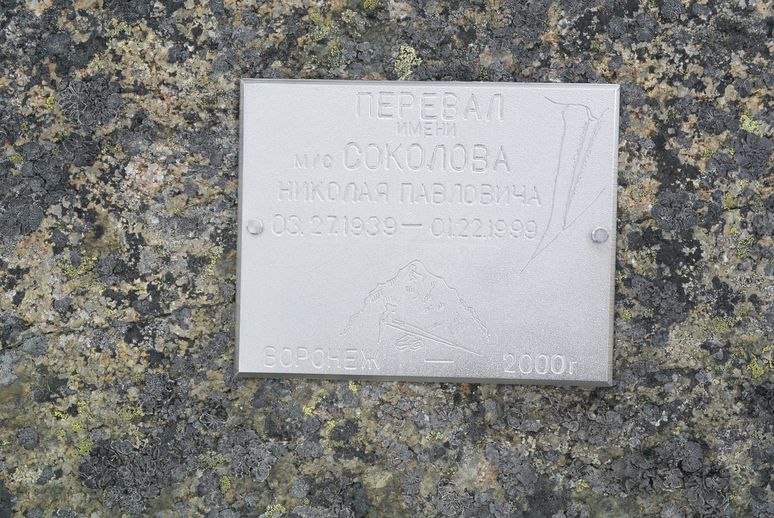 ПЕРЕВАЛ
ИМЕНИ
м/с СОКОЛОВА
НИКОЛАЯ ПАВЛОВИЧА
03.27.1939 — 01.22.1999
ВОРОНЕЖ — 2000г